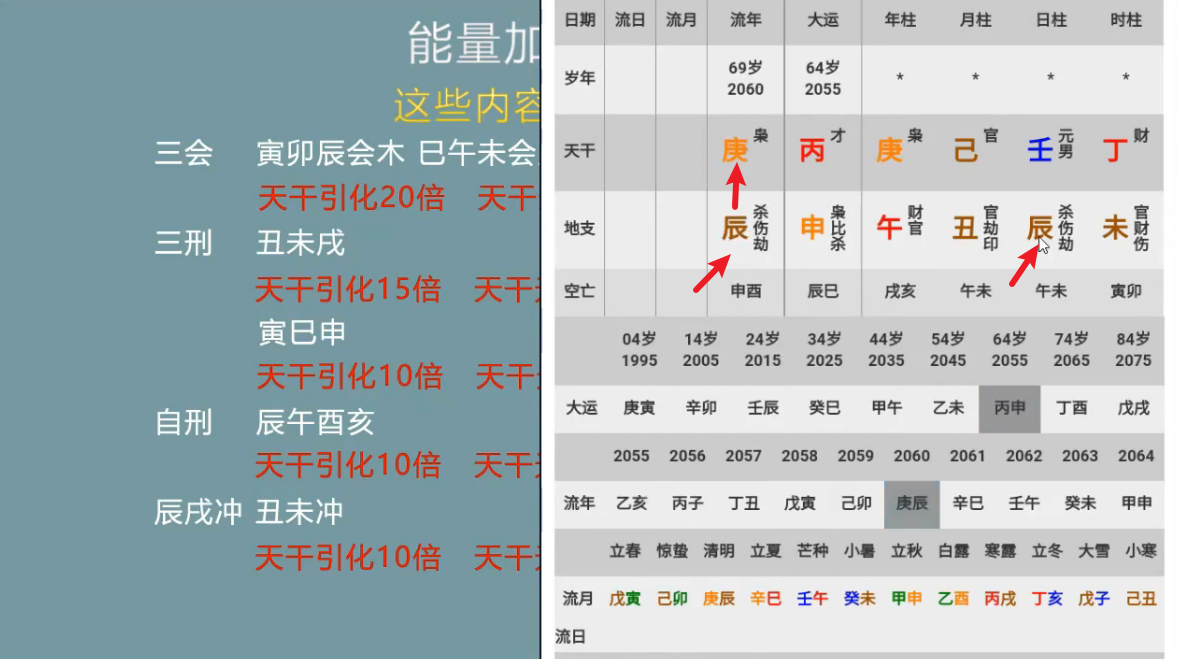 能量加
这些内容
三会 寅卯辰会木 巳午未会
天干引化20倍 天干
三刑 丑未戌
天干引化15倍 天干
寅巳申
天干引化10倍 天干
自刑 辰午酉亥
天干引化10倍 天干
辰戌冲 丑未冲
天干引化10倍 天干
日期 流日 流月 流年 大运 年柱 月柱 日柱 时柱
岁年 69岁 2060 64岁 2055 * * * *
天干 庚 枭 丙 才 庚 枭 己 官 壬 元男 丁 财
地支 辰 杀伤劫 申 枭比杀 午 财官 丑 官劫印 辰 杀伤劫 未 官财伤
空亡 申酉 辰巳 戌亥 午未 午未 寅卯
04岁 14岁 24岁 34岁 44岁 54岁 64岁 74岁 84岁
1995 2005 2015 2025 2035 2045 2055 2065 2075
大运 庚寅 辛卯 壬辰 癸巳 甲午 乙未 丙申 丁酉 戊戌
2055 2056 2057 2058 2059 2060 2061 2062 2063 2064
流年 乙亥 丙子 丁丑 戊寅 己卯 庚辰 辛巳 壬午 癸未 甲申
立春 惊蛰 清明 立夏 芒种 小暑 立秋 白露 寒露 立冬 大雪 小寒
流月 戊寅 己卯 庚辰 辛巳 壬午 癸未 甲申 乙酉 丙戌 丁亥 戊子 己丑
流日